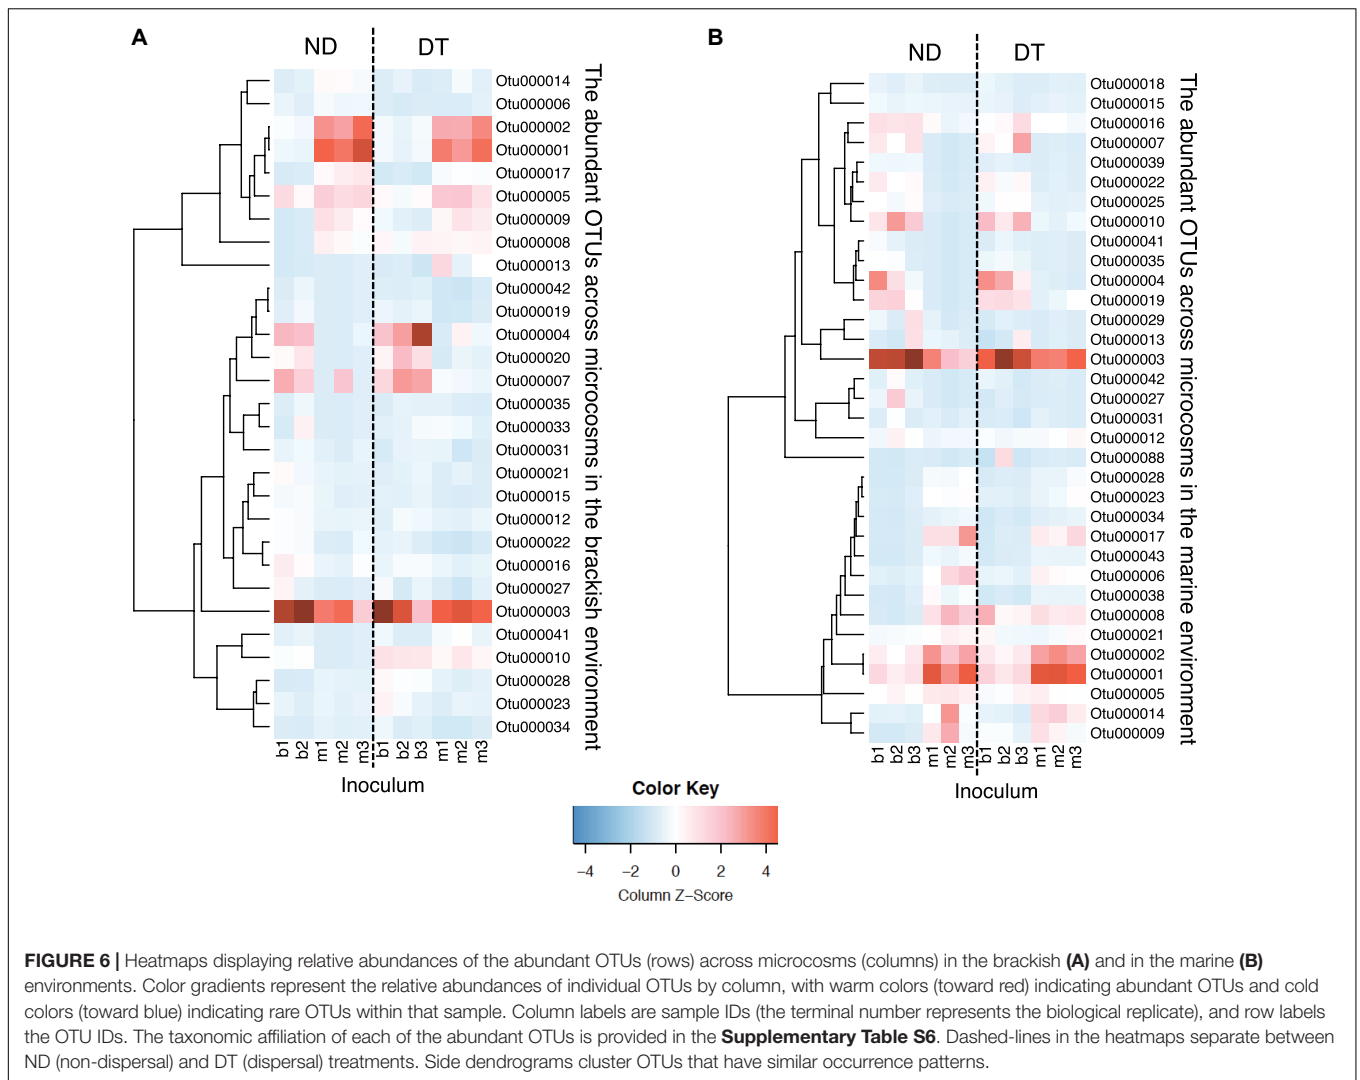 A
ND
DT
Otu000014
Otu000006
Otu000002
Otu000001
Otu000017
Otu000005
Otu000009
Otu000008
Otu000013
Otu000042
Otu000019
Otu000004
Otu000020
Otu000007
Otu000035
Otu000033
Otu000031
Otu000021
Otu000015
Otu000012
Otu000022
Otu000016
Otu000027
Otu000003
Otu000041
Otu000010
Otu000028
Otu000023
Otu000034
The abundant OTUs across microcosms in the brackish environment
b1 b2 m1 m2 m3 b1 b2 b3 m1 m2 m3
Inoculum
B
ND
DT
Otu000018
Otu000015
Otu000016
Otu000007
Otu000039
Otu000022
Otu000025
Otu000010
Otu000041
Otu000035
Otu000004
Otu000019
Otu000029
Otu000013
Otu000003
Otu000042
Otu000027
Otu000031
Otu000012
Otu000088
Otu000028
Otu000023
Otu000034
Otu000017
Otu000043
Otu000006
Otu000038
Otu000008
Otu000021
Otu000002
Otu000001
Otu000005
Otu000014
Otu000009
The abundant OTUs across microcosms in the marine environment
b1 b2 b3 m1 m2 m3 b1 b2 b3 m1 m2 m3
Inoculum
Color Key
−4 −2 0 2 4
Column Z−Score
FIGURE 6 | Heatmaps displaying relative abundances of the abundant OTUs (rows) across microcosms (columns) in the brackish (A) and in the marine (B)
environments. Color gradients represent the relative abundances of individual OTUs by column, with warm colors (toward red) indicating abundant OTUs and cold
colors (toward blue) indicating rare OTUs within that sample. Column labels are sample IDs (the terminal number represents the biological replicate), and row labels
the OTU IDs. The taxonomic affiliation of each of the abundant OTUs is provided in the Supplementary Table S6. Dashed-lines in the heatmaps separate between
ND (non-dispersal) and DT (dispersal) treatments. Side dendrograms cluster OTUs that have similar occurrence patterns.